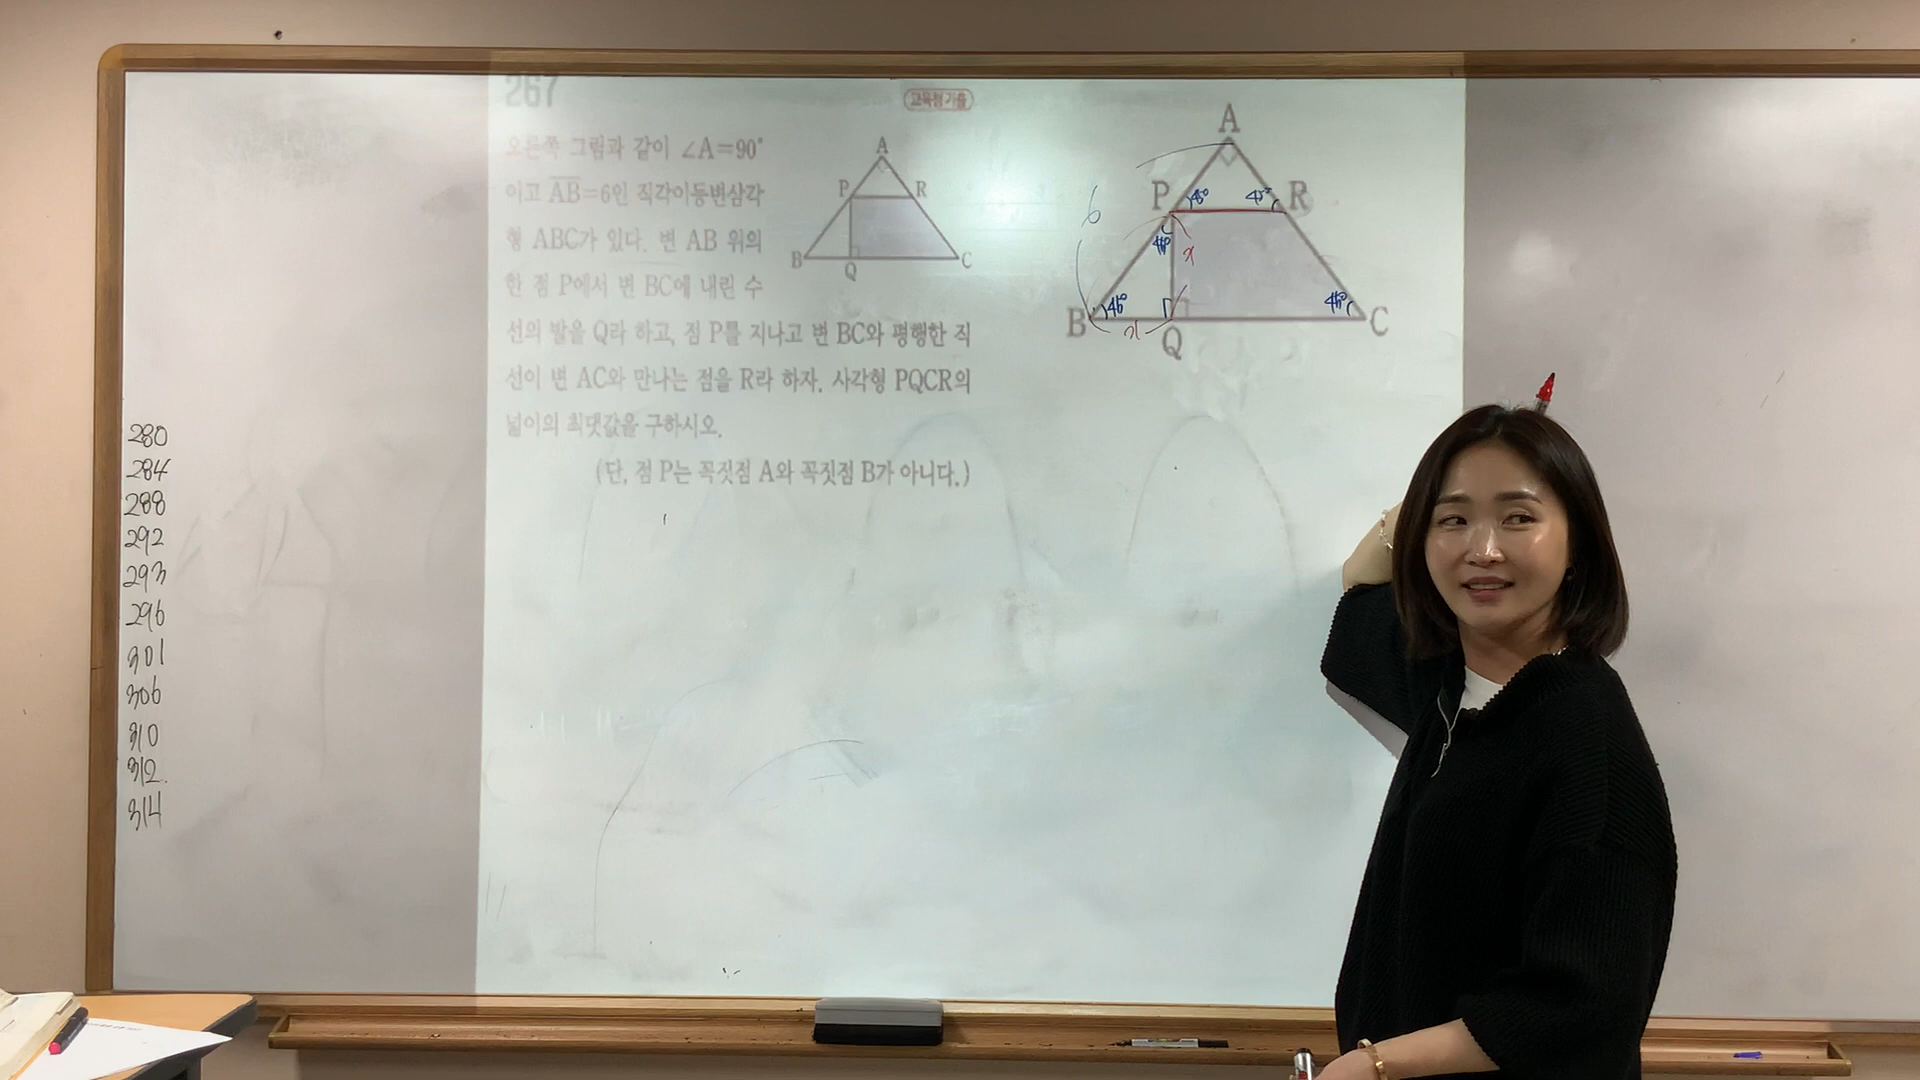 267
교육청기출
오른쪽 그림과 같이 ∠A=90°
이고 AB=6인 직각이등변삼각
형 ABC가 있다. 변 AB 위의
한 점 P에서 변 BC에 내린 수
선의 발을 Q라 하고, 점 P를 지나고 변 BC와 평행한 직
선이 변 AC와 만나는 점을 R라 하자. 사각형 PQCR의
넓이의 최댓값을 구하시오.
(단, 점 P는 꼭짓점 A와 꼭짓점 B가 아니다.)
A
P R
B Q C
A
6 P 45° 45° R
45° x
B 45° 45° C
x
Q
280
284
288
292
293
296
301
306
310
312.
314